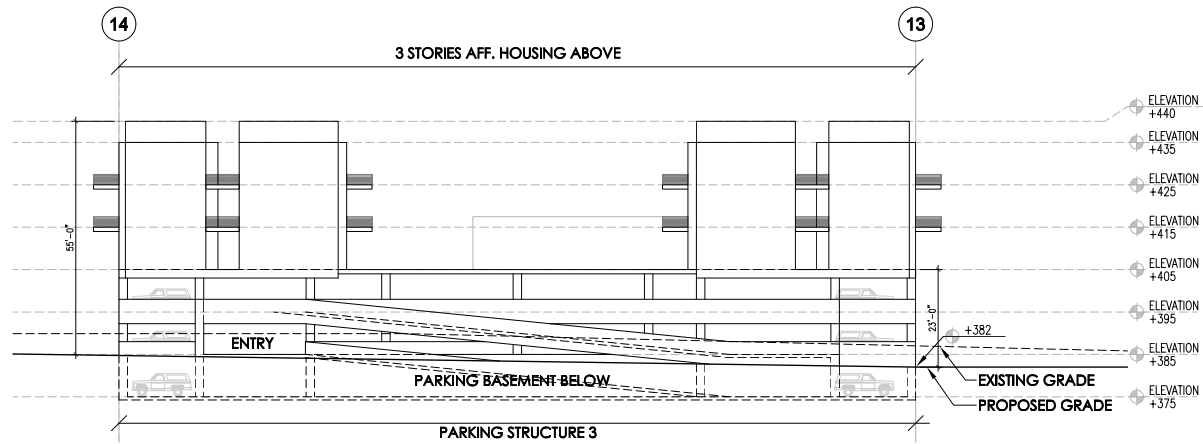 14
13
3 STORIES AFF. HOUSING ABOVE
ELEVATION
+440
ELEVATION
+435
ELEVATION
+425
ELEVATION
+415
55'-0"
ELEVATION
+405
ELEVATION
+395
23'-0"
+382
ENTRY
ELEVATION
+385
EXISTING GRADE
PARKING BASEMENT BELOW
ELEVATION
+375
PROPOSED GRADE
PARKING STRUCTURE 3